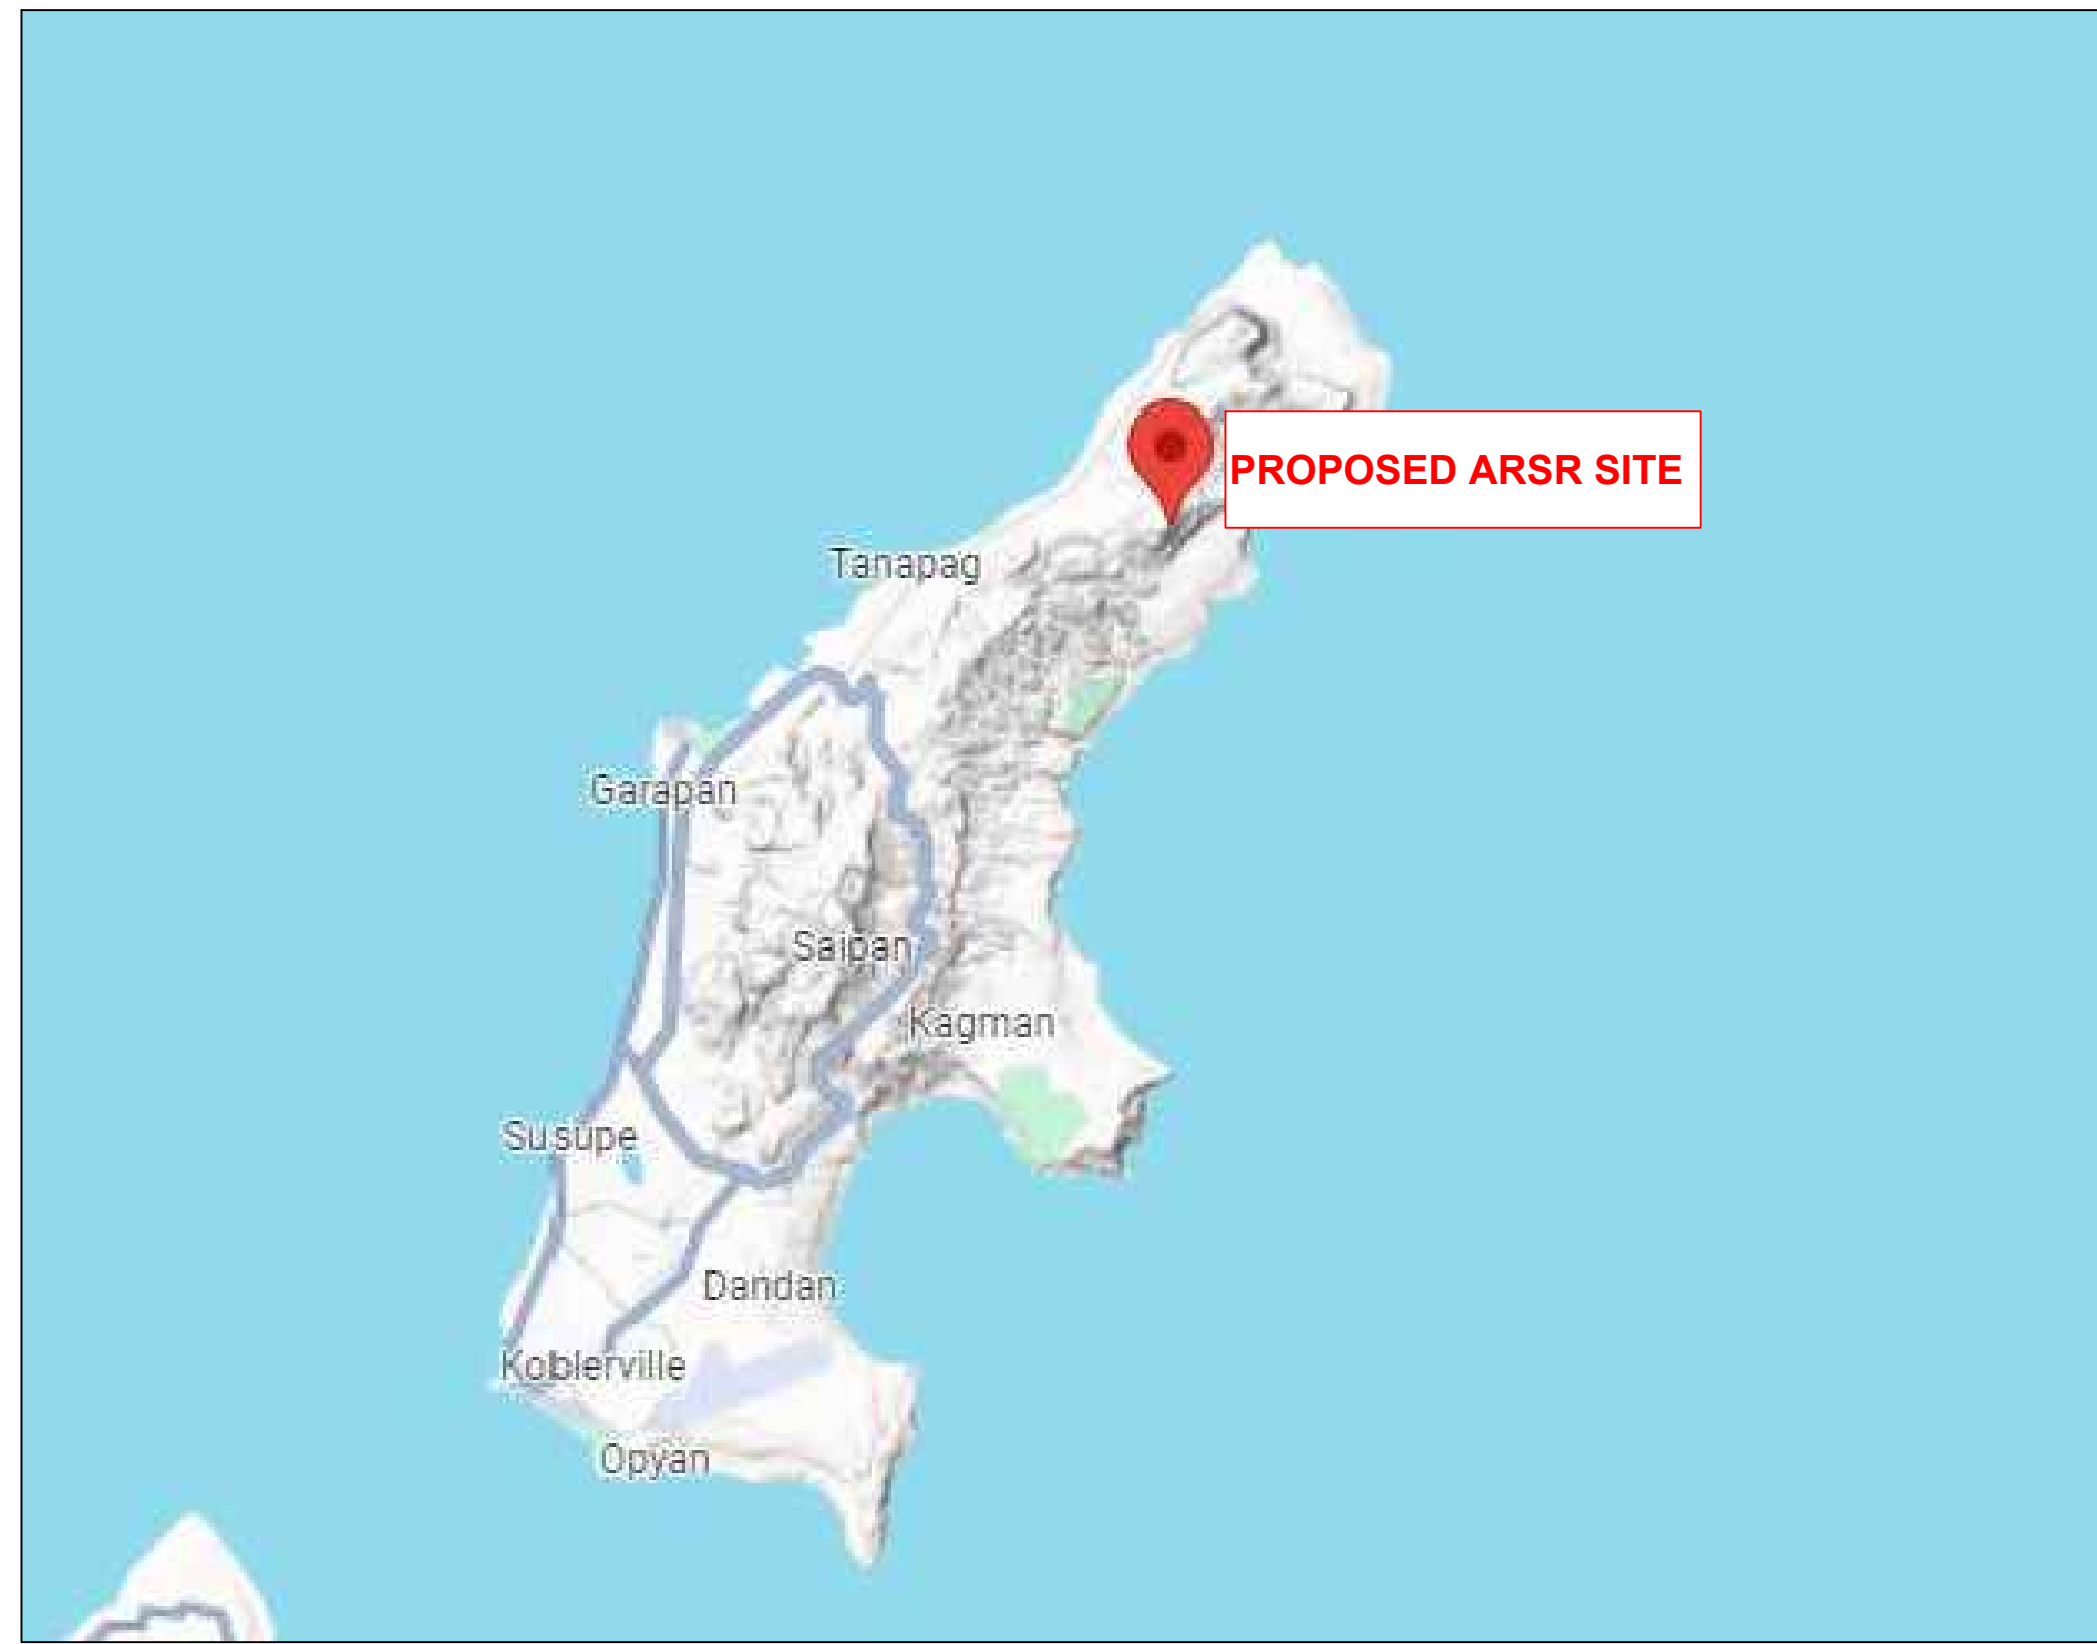 PROPOSED ARSR SITE
Tanapag
Garapan
Saipan
Kagman
Susupe
Dandan
Koblerville
Opyan